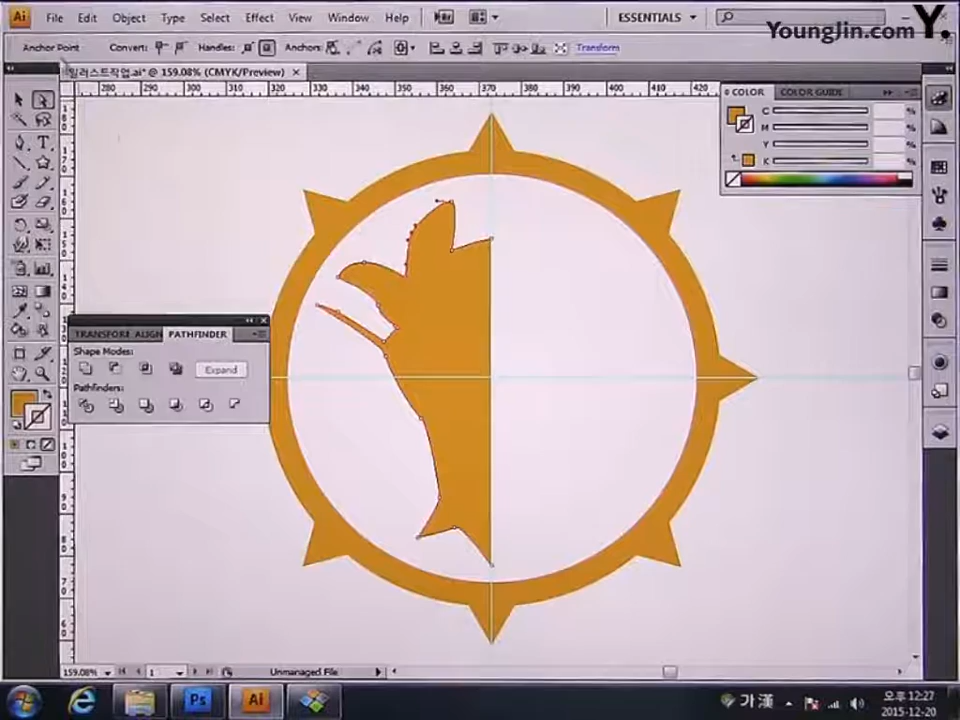 Ai File Edit Object Type Select Effect View Window Help Br ESSENTIALS
YoungJin.com Y.
Anchor Point Convert: Handles: Anchors: Transform
일러스트작업.ai* @ 159.08% (CMYK/Preview) ×
280 290 300 310 320 330 340 350 360 370 380 390 400 410 420
COLOR COLOR GUIDE
C %
M %
Y %
K %
TRANSFORM ALIGN PATHFINDER
Shape Modes:
Expand
Pathfinders:
159.08% 1 Unmanaged File
Ps Ai 가 漢 오후 12:27
2015-12-20